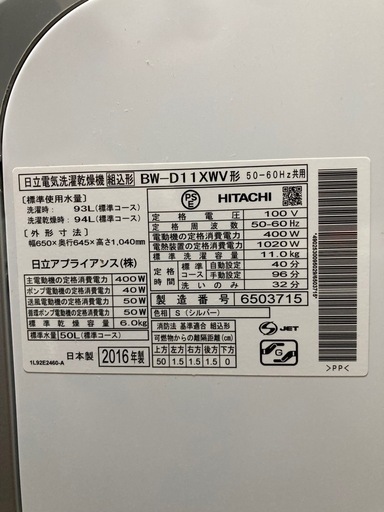 日立電気洗濯乾燥機 組込形 BW-D11XWV形 50-60Hz共用
[標準使用水量]
洗濯時： 93L(標準コース)
洗濯乾燥時： 94L(標準コース)
[外形寸法]
幅650×奥行645×高さ1,040mm
日立アプライアンス(株)
主電動機の定格消費電力 400W
ポンプ電動機の定格消費電力 40W
送風電動機の定格消費電力 50W
循環ポンプ電動機の定格消費電力 50W
標準乾燥容量 6.0kg
標準水量 50L(標準コース)
日本製 2016年製
1L92E2460-A
PS
E
HITACHI
定格電圧 100V
定格周波数 50-60Hz
電動機の定格消費電力 400W
電熱装置の定格消費電力 1020W
標準洗濯容量 11.0kg
定格時間 標準自動 40分
手動標準 96分
洗いのみ 32分
製造番号 6503715
色相 S (シルバー)
消防法 基準適合 組込形
可燃物からの離隔距離(cm)
上方 左方 右方 後方 下方
50 1.5 1.5 1.5 0
S JET
G
>PP<